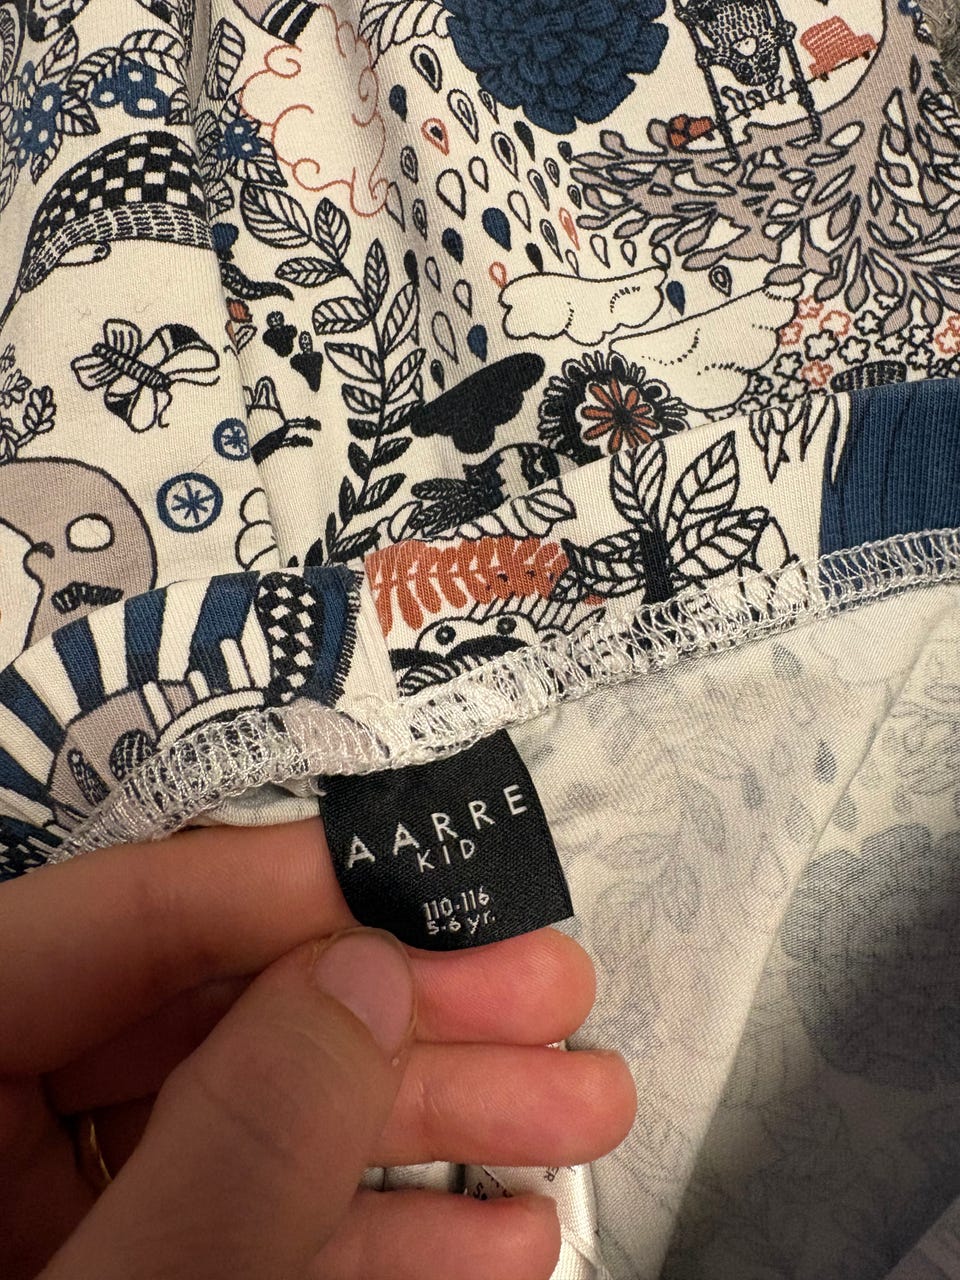 AARRE
KID
110-116
5-6 yr.